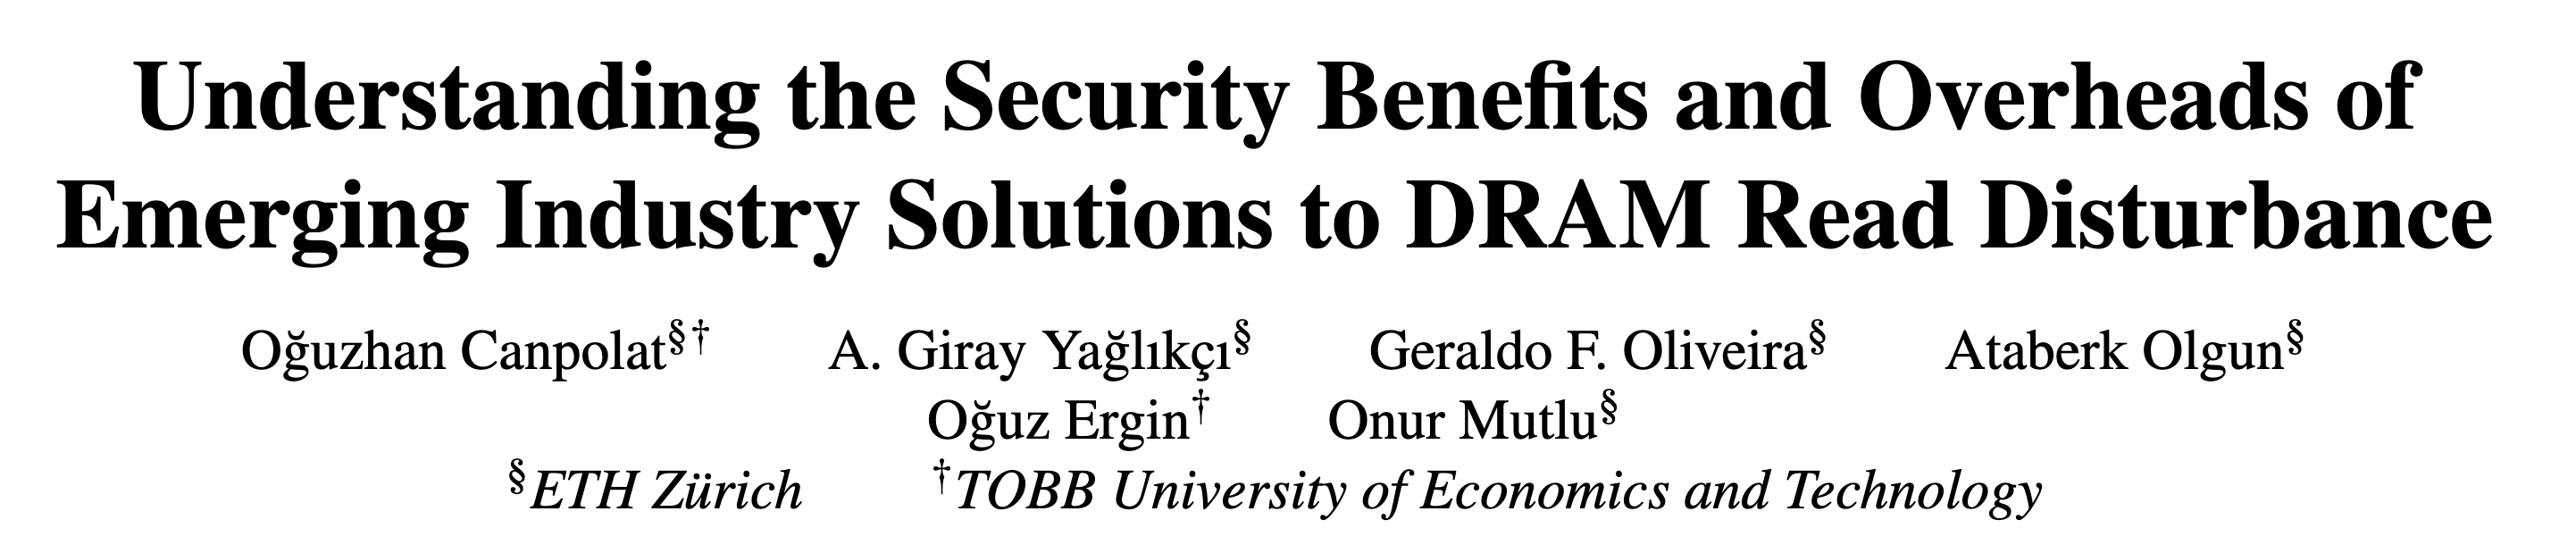 Understanding the Security Benefits and Overheads of
Emerging Industry Solutions to DRAM Read Disturbance
Oğuzhan Canpolat§† A. Giray Yağlıkçı§ Geraldo F. Oliveira§ Ataberk Olgun§
Oğuz Ergin† Onur Mutlu§
§ETH Zürich †TOBB University of Economics and Technology